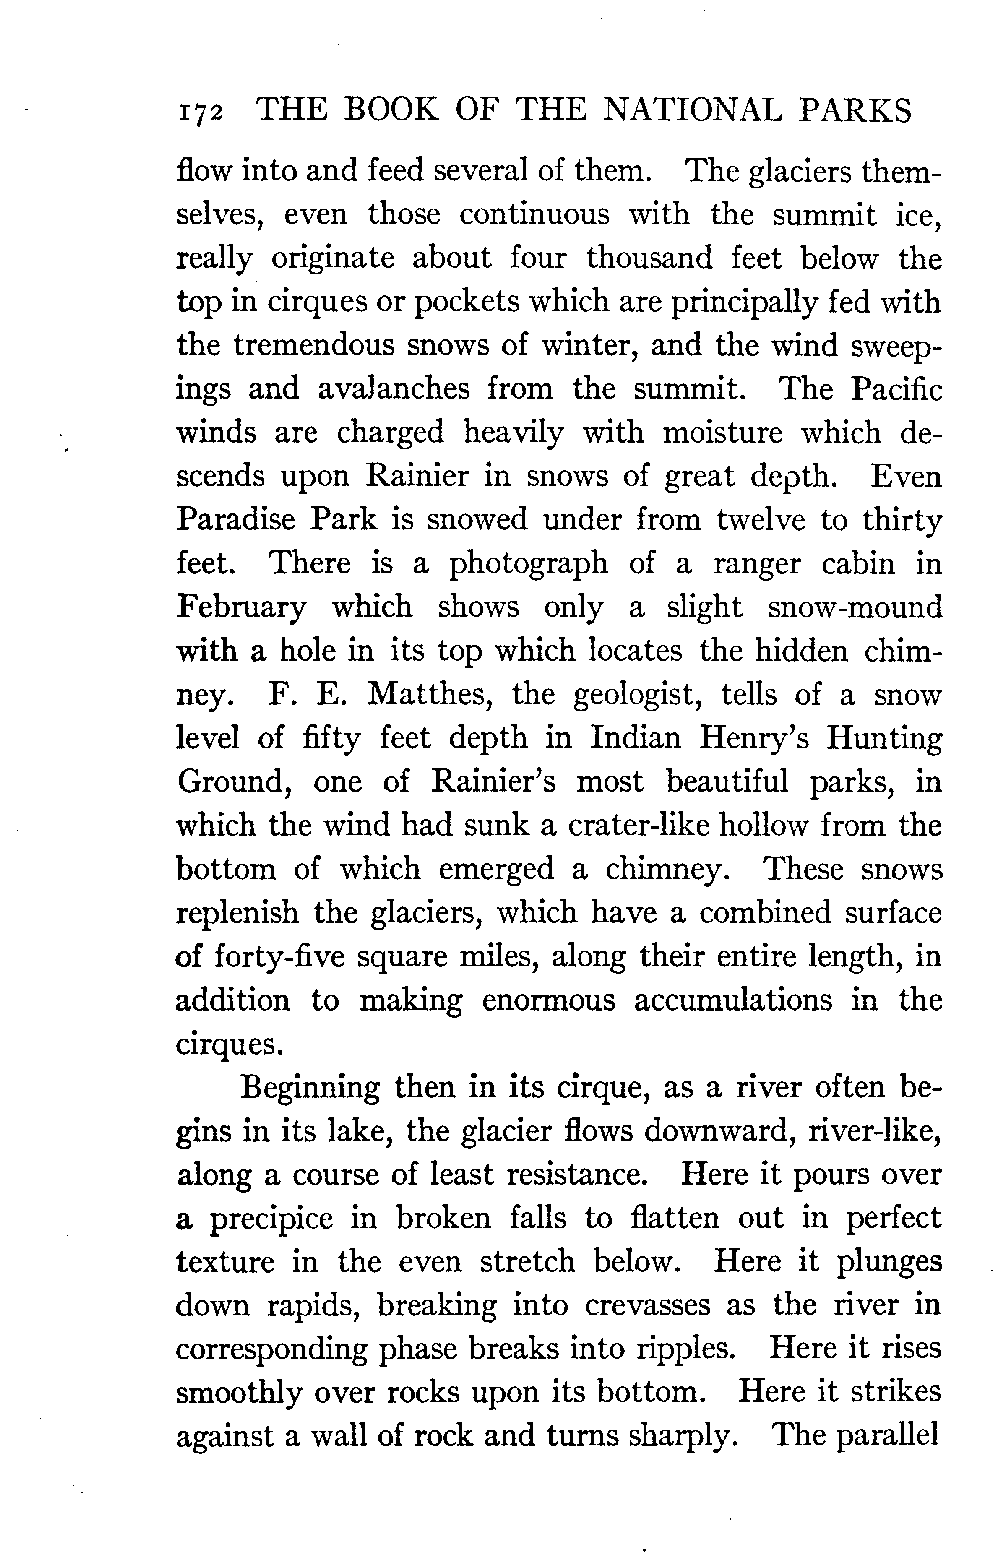 172 THE BOOK OF THE NATIONAL PARKS
flow into and feed several of them. The glaciers them-
selves, even those continuous with the summit ice,
really originate about four thousand feet below the
top in cirques or pockets which are principally fed with
the tremendous snows of winter, and the wind sweep-
ings and avalanches from the summit. The Pacific
winds are charged heavily with moisture which de-
scends upon Rainier in snows of great depth. Even
Paradise Park is snowed under from twelve to thirty
feet. There is a photograph of a ranger cabin in
February which shows only a slight snow-mound
with a hole in its top which locates the hidden chim-
ney. F. E. Matthes, the geologist, tells of a snow
level of fifty feet depth in Indian Henry's Hunting
Ground, one of Rainier's most beautiful parks, in
which the wind had sunk a crater-like hollow from the
bottom of which emerged a chimney. These snows
replenish the glaciers, which have a combined surface
of forty-five square miles, along their entire length, in
addition to making enormous accumulations in the
cirques.
Beginning then in its cirque, as a river often be-
gins in its lake, the glacier flows downward, river-like,
along a course of least resistance. Here it pours over
a precipice in broken falls to flatten out in perfect
texture in the even stretch below. Here it plunges
down rapids, breaking into crevasses as the river in
corresponding phase breaks into ripples. Here it rises
smoothly over rocks upon its bottom. Here it strikes
against a wall of rock and turns sharply. The parallel